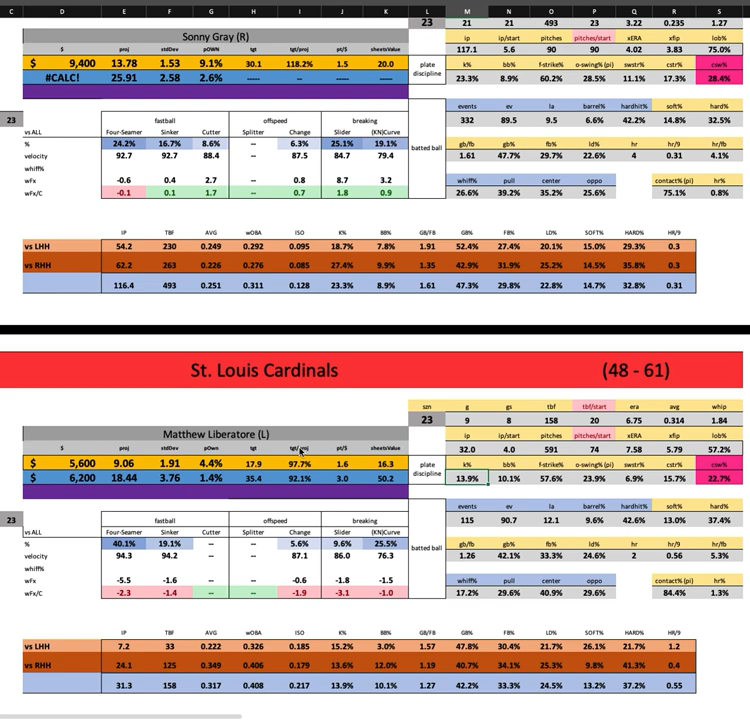 C D E F G H I J K L M N O P Q R S
23 21 21 493 23 3.22 0.235 1.27
Sonny Gray (R) ip ip/start pitches pitches/start xERA xfip lob%
$ proj stdDev pOWN tgt tgt/proj pt/$ sheetsValue 117.1 5.6 90 90 4.02 3.83 75.0%
$ 9,400 13.78 1.53 9.1% 30.1 118.2% 1.5 20.0 plate discipline k% bb% f-strike% o-swing% (pi) swstr% cstr% csw%
#CALC! 25.91 2.58 2.6% ----- ----- --- ---- 23.3% 8.9% 60.2% 28.5% 11.1% 17.3% 28.4%
events ev la barrel% hardhit% soft% hard%
23 fastball offspeed breaking 332 89.5 9.5 6.6% 42.2% 14.8% 32.5%
vs ALL Four-Seamer Sinker Cutter Splitter Change Slider (KN)Curve
% 24.2% 16.7% 8.6% -- 6.3% 25.1% 19.1% batted ball gb/fb gb% fb% ld% hr hr/9 hr/fb
velocity 92.7 92.7 88.4 -- 87.5 84.7 79.4 1.61 47.7% 29.7% 22.6% 4 0.31 4.1%
whiff%
wFx -0.6 0.4 2.7 -- 0.8 8.7 3.2 whiff% pull center oppo contact% (pi) hr%
wFx/C -0.1 0.1 1.7 -- 0.7 1.8 0.9 26.6% 39.2% 35.2% 25.6% 75.1% 0.8%
IP TBF AVG wOBA ISO K% BB% GB/FB GB% FB% LD% SOFT% HARD% HR/9
vs LHH 54.2 230 0.249 0.292 0.095 18.7% 7.8% 1.91 52.4% 27.4% 20.1% 15.0% 29.3% 0.3
vs RHH 62.2 263 0.226 0.276 0.085 27.4% 9.9% 1.35 42.9% 31.9% 25.2% 14.5% 35.8% 0.3
116.4 493 0.251 0.311 0.128 23.3% 8.9% 1.61 47.3% 29.8% 22.8% 14.7% 32.8% 0.31
St. Louis Cardinals (48 - 61)
szn g gs tbf tbf/start era avg whip
23 9 8 158 20 6.75 0.314 1.84
Matthew Liberatore (L) ip ip/start pitches pitches/start xERA xfip lob%
$ proj stdDev pOwn tgt tgt/proj pt/$ sheetsValue 32.0 4.0 591 74 7.58 5.79 57.2%
$ 5,600 9.06 1.91 4.4% 17.9 97.7% 1.6 16.3 plate discipline k% bb% f-strike% o-swing% (pi) swstr% cstr% csw%
$ 6,200 18.44 3.76 1.4% 35.4 92.1% 3.0 50.2 13.9% 10.1% 57.6% 23.9% 6.9% 15.7% 22.7%
events ev la barrel% hardhit% soft% hard%
23 fastball offspeed breaking 115 90.7 12.1 9.6% 42.6% 13.0% 37.4%
vs ALL Four-Seamer Sinker Cutter Splitter Change Slider (KN)Curve
% 40.1% 19.1% -- -- 5.6% 9.6% 25.5% batted ball gb/fb gb% fb% ld% hr hr/9 hr/fb
velocity 94.3 94.2 -- -- 87.1 86.0 76.3 1.26 42.1% 33.3% 24.6% 2 0.56 5.3%
whiff%
wFx -5.5 -1.6 -- -- -0.6 -1.8 -1.5 whiff% pull center oppo contact% (pi) hr%
wFx/C -2.3 -1.4 -- -- -1.9 -3.1 -1.0 17.2% 29.6% 40.9% 29.6% 84.4% 1.3%
IP TBF AVG wOBA ISO K% BB% GB/FB GB% FB% LD% SOFT% HARD% HR/9
vs LHH 7.2 33 0.222 0.326 0.185 15.2% 3.0% 1.57 47.8% 30.4% 21.7% 26.1% 21.7% 1.2
vs RHH 24.1 125 0.349 0.406 0.179 13.6% 12.0% 1.19 40.7% 34.1% 25.3% 9.8% 41.3% 0.4
31.3 158 0.317 0.408 0.217 13.9% 10.1% 1.27 42.2% 33.3% 24.5% 13.2% 37.2% 0.55